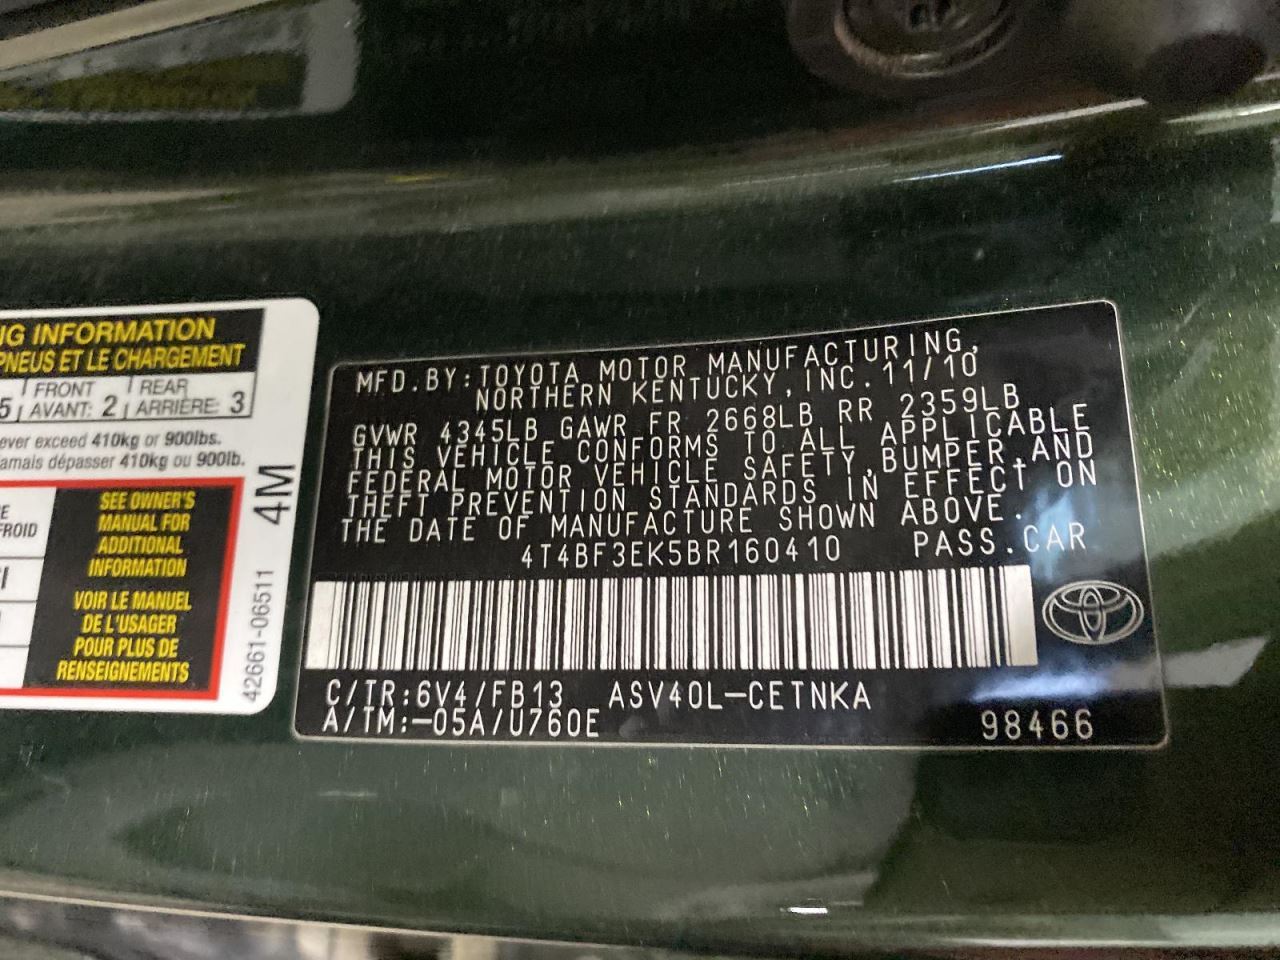 NG INFORMATION
PNEUS ET LE CHARGEMENT
5 FRONT AVANT: 2 REAR ARRIÈRE: 3
ever exceed 410kg or 900lbs.
amais dépasser 410kg ou 900lb.
FROID
SEE OWNER'S
MANUAL FOR
ADDITIONAL
INFORMATION
VOIR LE MANUEL
DE L'USAGER
POUR PLUS DE
RENSEIGNEMENTS
4M
42661-06511
MFD.BY:TOYOTA MOTOR MANUFACTURING,
NORTHERN KENTUCKY,INC.11/10
GVWR 4345LB GAWR FR 2668LB RR 2359LB
THIS VEHICLE CONFORMS TO ALL APPLICABLE
FEDERAL MOTOR VEHICLE SAFETY,BUMPER,AND
THEFT PREVENTION STANDARDS IN EFFECT ON
THE DATE OF MANUFACTURE SHOWN ABOVE.
4T4BF3EK5BR160410 PASS.CAR
C/TR:6V4/FB13 ASV40L-CETNKA
A/TM:-05A/U760E
98466